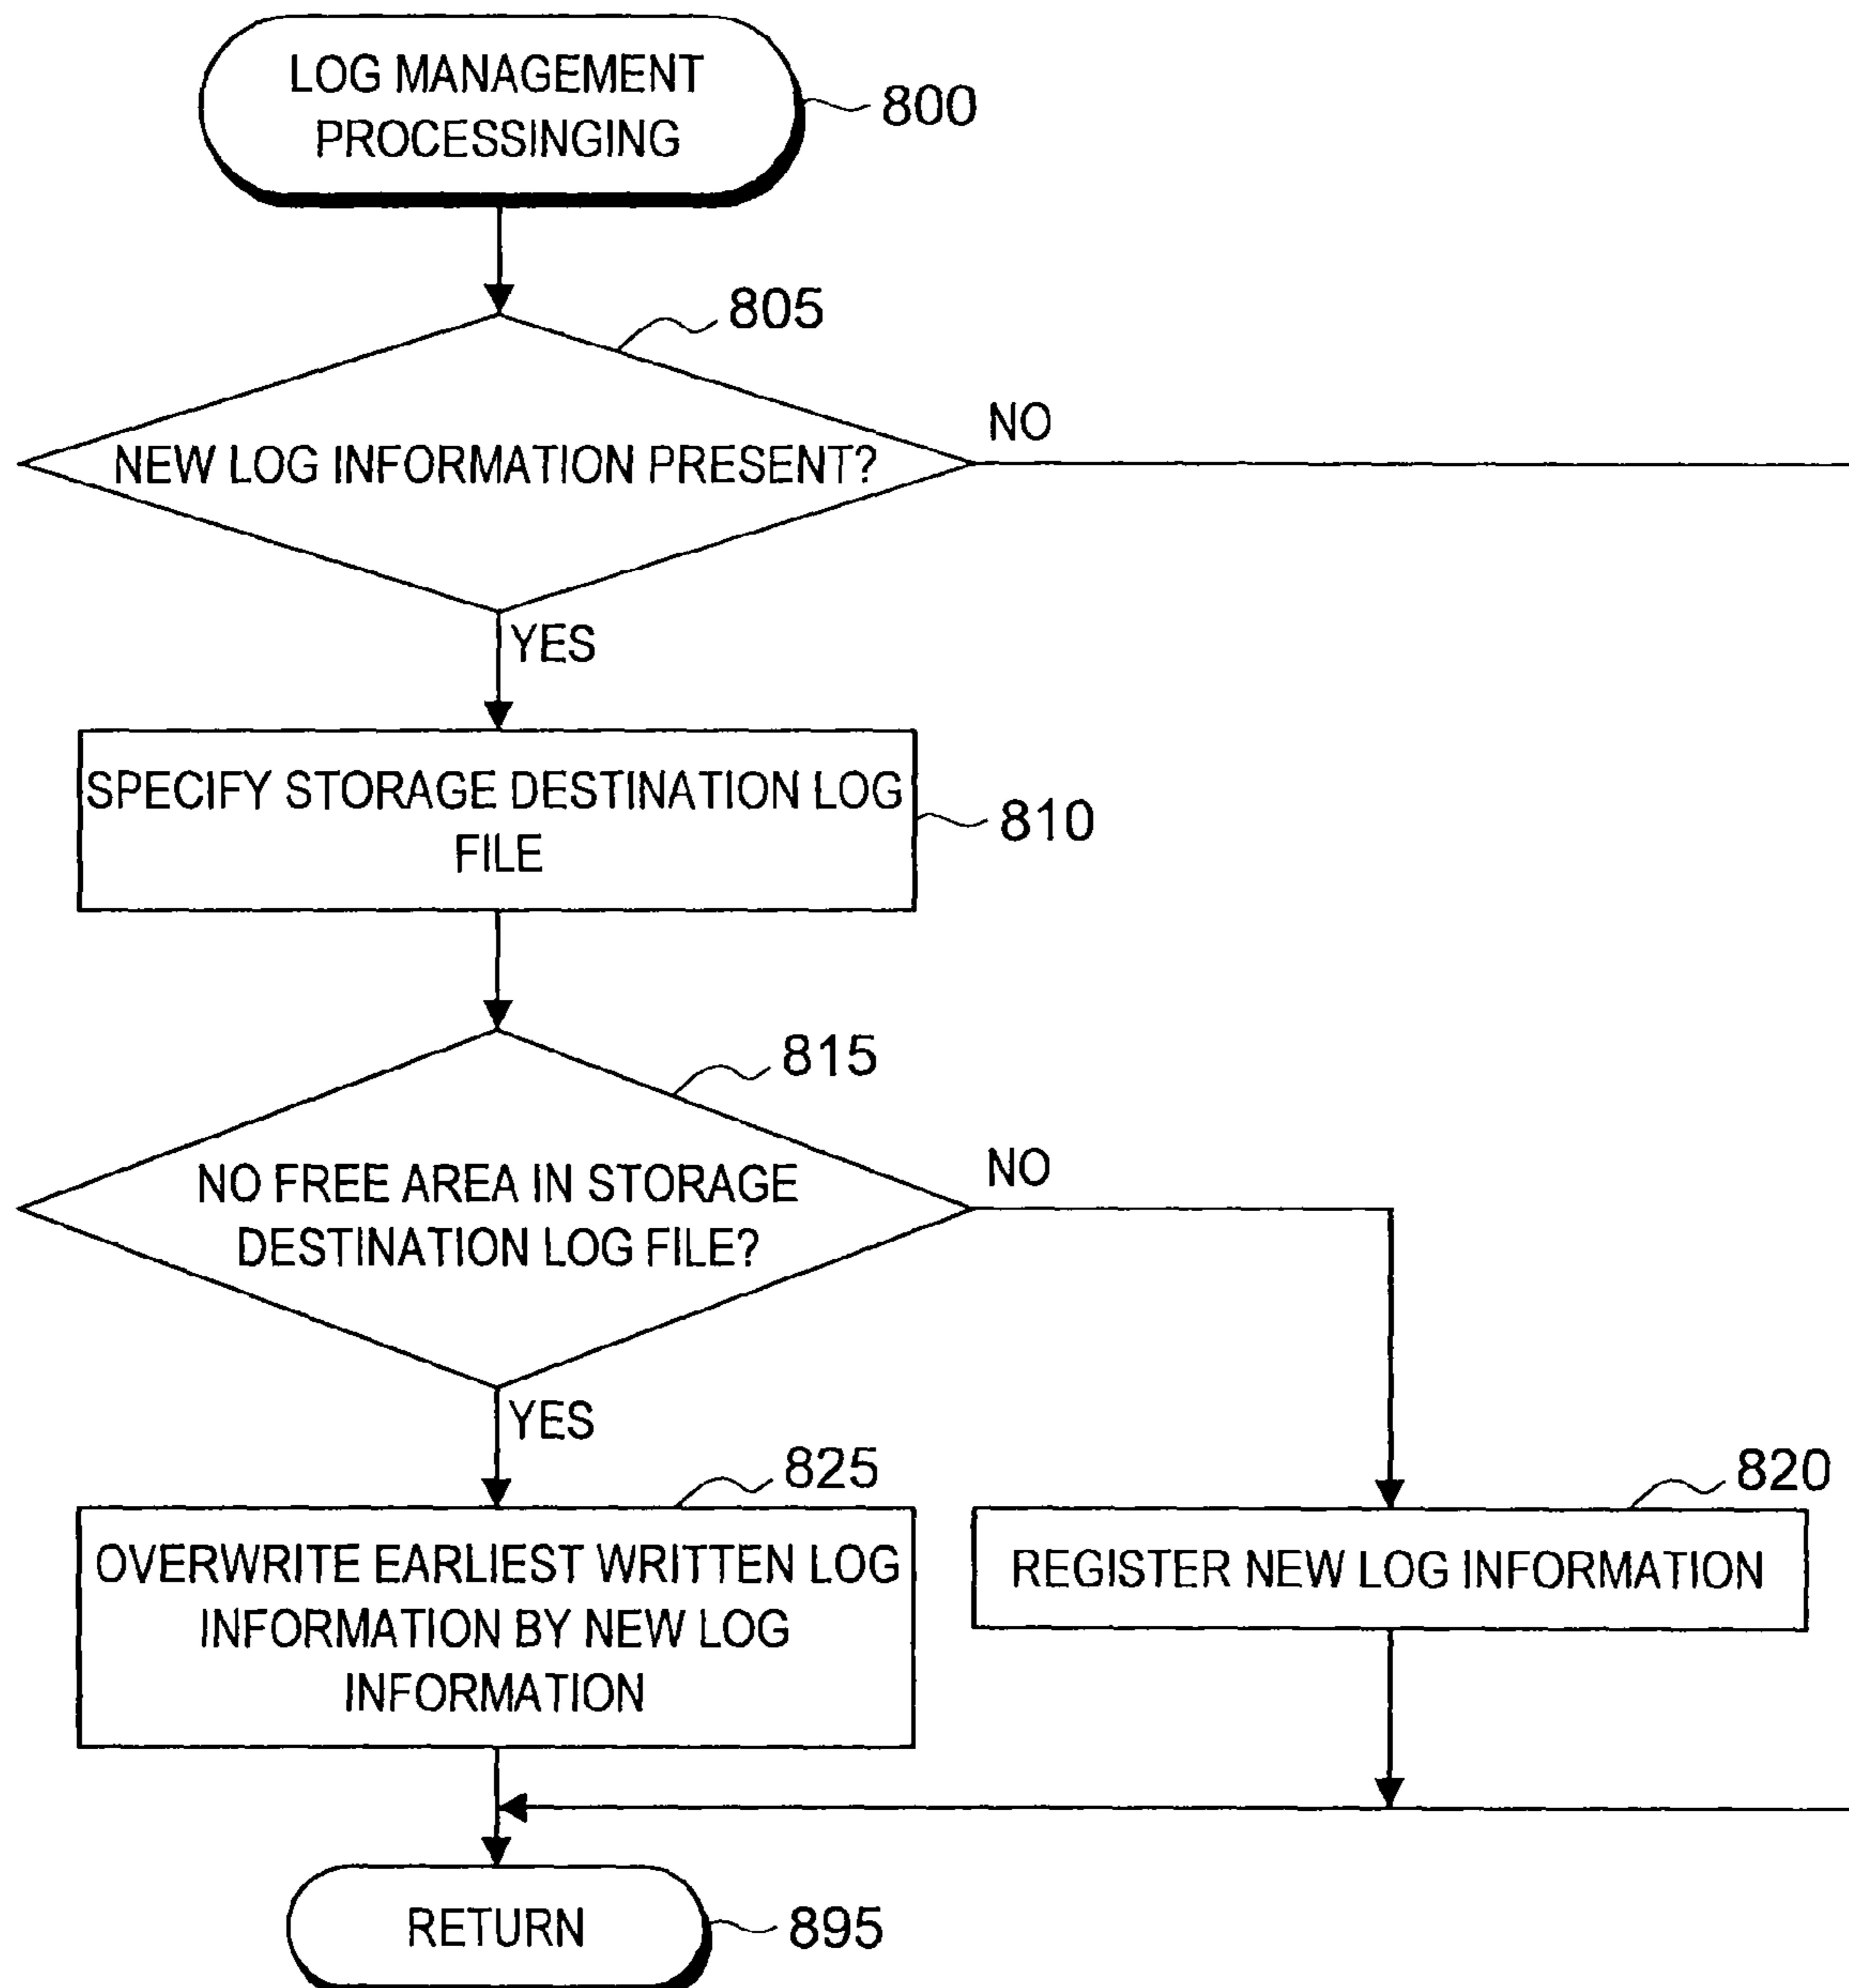 LOG MANAGEMENT
PROCESSINGING
800
805
NEW LOG INFORMATION PRESENT?
NO
YES
SPECIFY STORAGE DESTINATION LOG
FILE
810
815
NO FREE AREA IN STORAGE
DESTINATION LOG FILE?
NO
YES
825
820
OVERWRITE EARLIEST WRITTEN LOG
INFORMATION BY NEW LOG
INFORMATION
REGISTER NEW LOG INFORMATION
RETURN
895